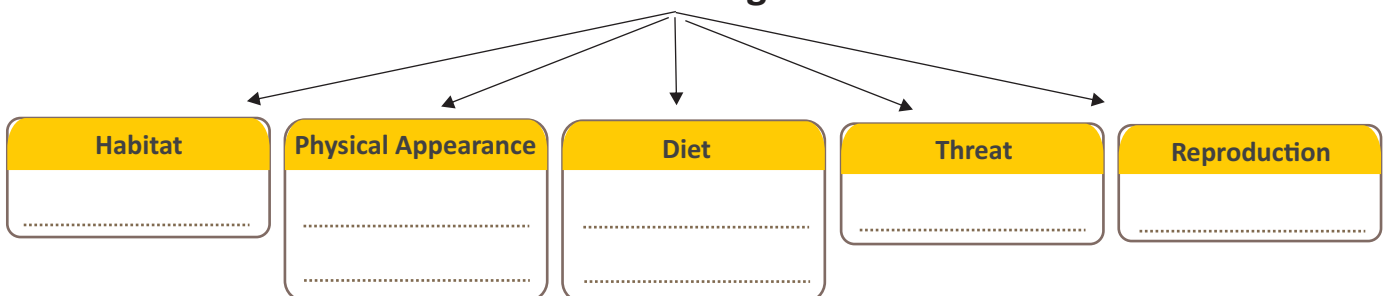 Habitat
Physical Appearance
Diet
Threat
Reproduction